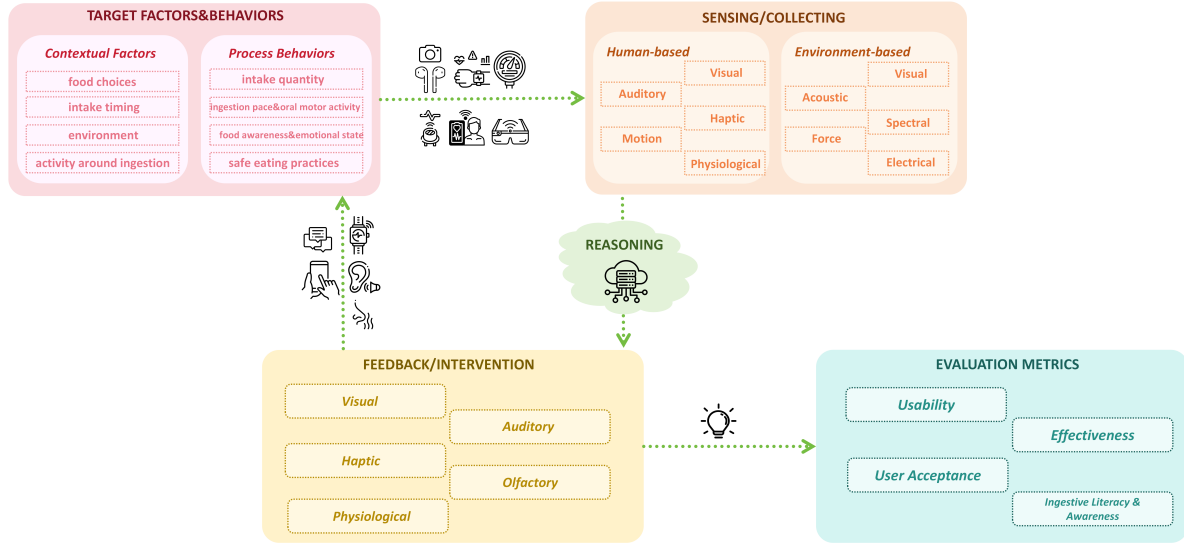 TARGET FACTORS&BEHAVIORS
Contextual Factors
food choices
intake timing
environment
activity around ingestion
Process Behaviors
intake quantity
ingestion pace&oral motor activity
food awareness&emotional state
safe eating practices
SENSING/COLLECTING
Human-based
Visual
Auditory
Haptic
Motion
Physiological
Environment-based
Visual
Acoustic
Spectral
Force
Electrical
REASONING
FEEDBACK/INTERVENTION
Visual
Auditory
Haptic
Olfactory
Physiological
EVALUATION METRICS
Usability
Effectiveness
User Acceptance
Ingestive Literacy &
Awareness